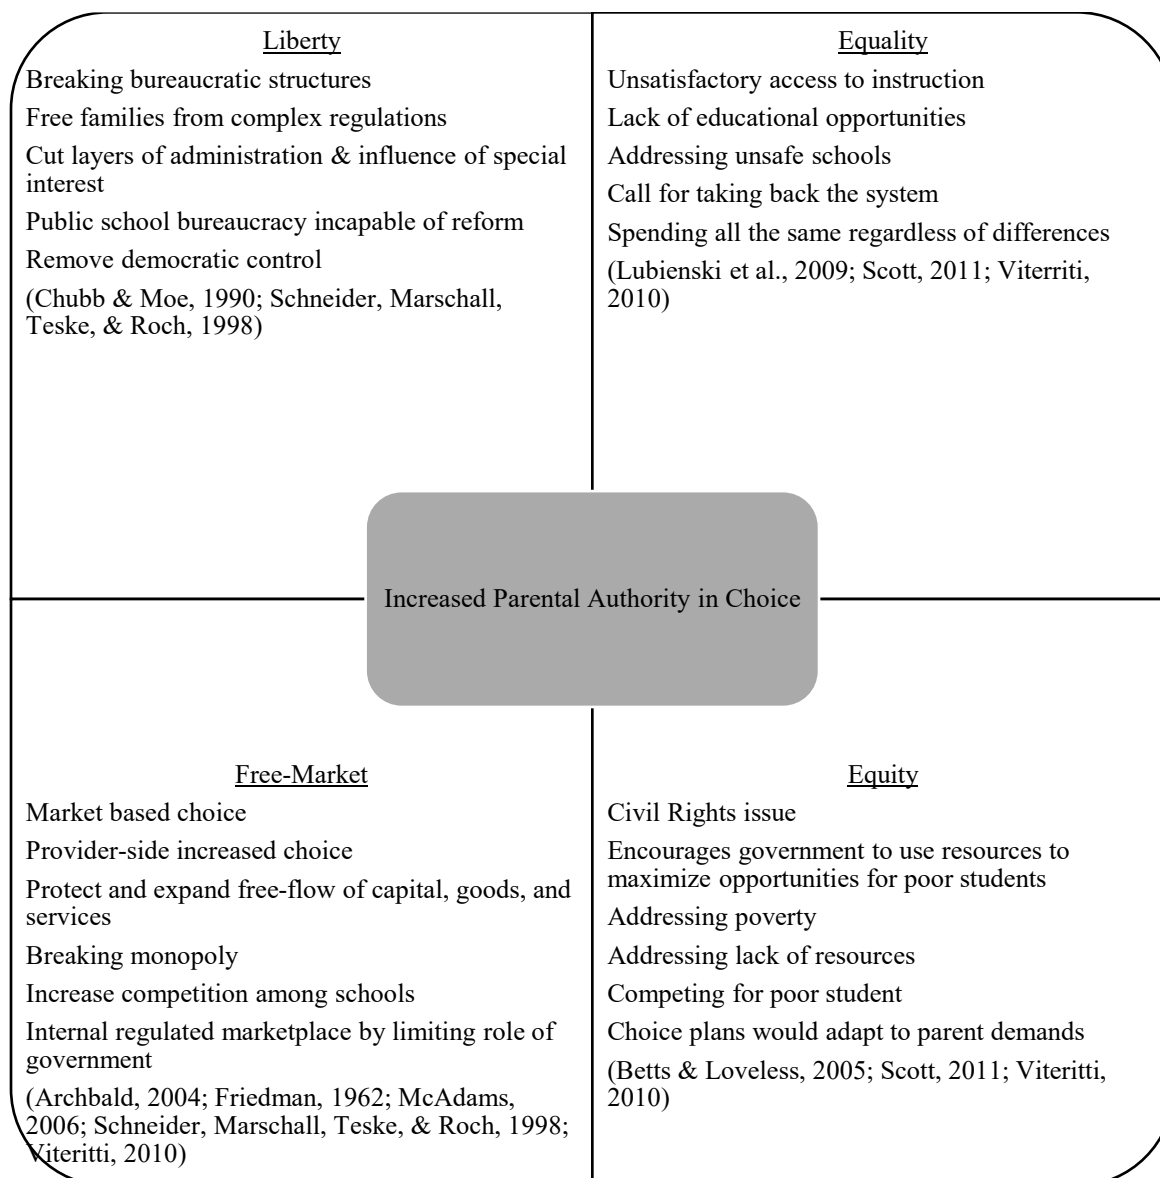 Liberty
Breaking bureaucratic structures
Free families from complex regulations
Cut layers of administration & influence of special
interest
Public school bureaucracy incapable of reform
Remove democratic control
(Chubb & Moe, 1990; Schneider, Marschall,
Teske, & Roch, 1998)
Equality
Unsatisfactory access to instruction
Lack of educational opportunities
Addressing unsafe schools
Call for taking back the system
Spending all the same regardless of differences
(Lubienski et al., 2009; Scott, 2011; Viterriti,
2010)
Increased Parental Authority in Choice
Free-Market
Market based choice
Provider-side increased choice
Protect and expand free-flow of capital, goods, and
services
Breaking monopoly
Increase competition among schools
Internal regulated marketplace by limiting role of
government
(Archbald, 2004; Friedman, 1962; McAdams,
2006; Schneider, Marschall, Teske, & Roch, 1998;
Viteritti, 2010)
Equity
Civil Rights issue
Encourages government to use resources to
maximize opportunities for poor students
Addressing poverty
Addressing lack of resources
Competing for poor student
Choice plans would adapt to parent demands
(Betts & Loveless, 2005; Scott, 2011; Viteritti,
2010)